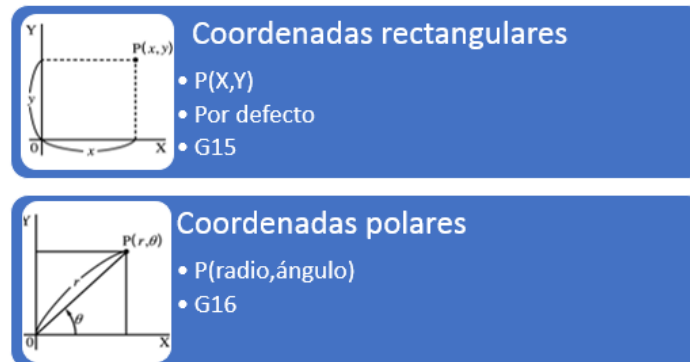 Y
P(x,y)
y
0
x
X
Coordenadas rectangulares
• P(X,Y)
• Por defecto
• G15
Y
P(r,θ)
r
θ
0
X
Coordenadas polares
• P(radio,ángulo)
• G16